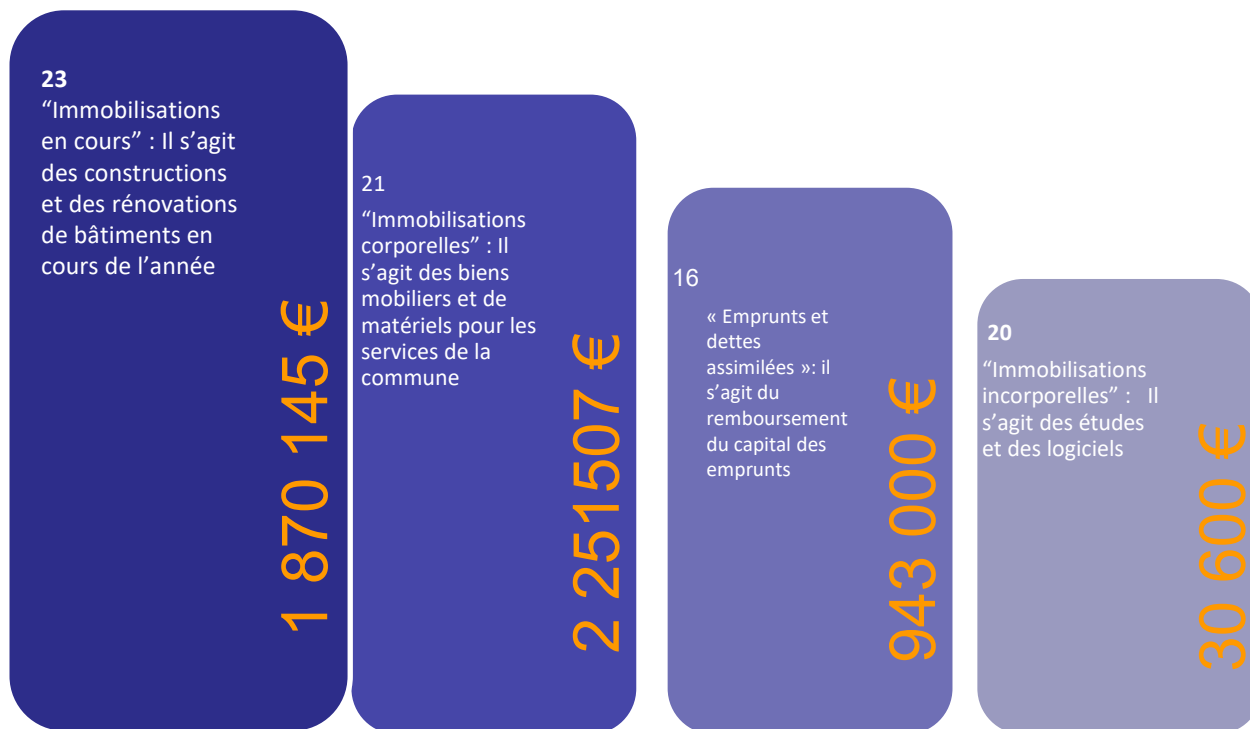 23
“Immobilisations
en cours” : Il s’agit
des constructions
et des rénovations
de bâtiments en
cours de l’année
1 870 145 €
21
“Immobilisations
corporelles” : Il
s’agit des biens
mobiliers et de
matériels pour les
services de la
commune
2 251507 €
16
« Emprunts et
dettes
assimilées »: il
s’agit du
remboursement
du capital des
emprunts
943 000 €
20
“Immobilisations
incorporelles” : Il
s’agit des études
et des logiciels
30 600 €